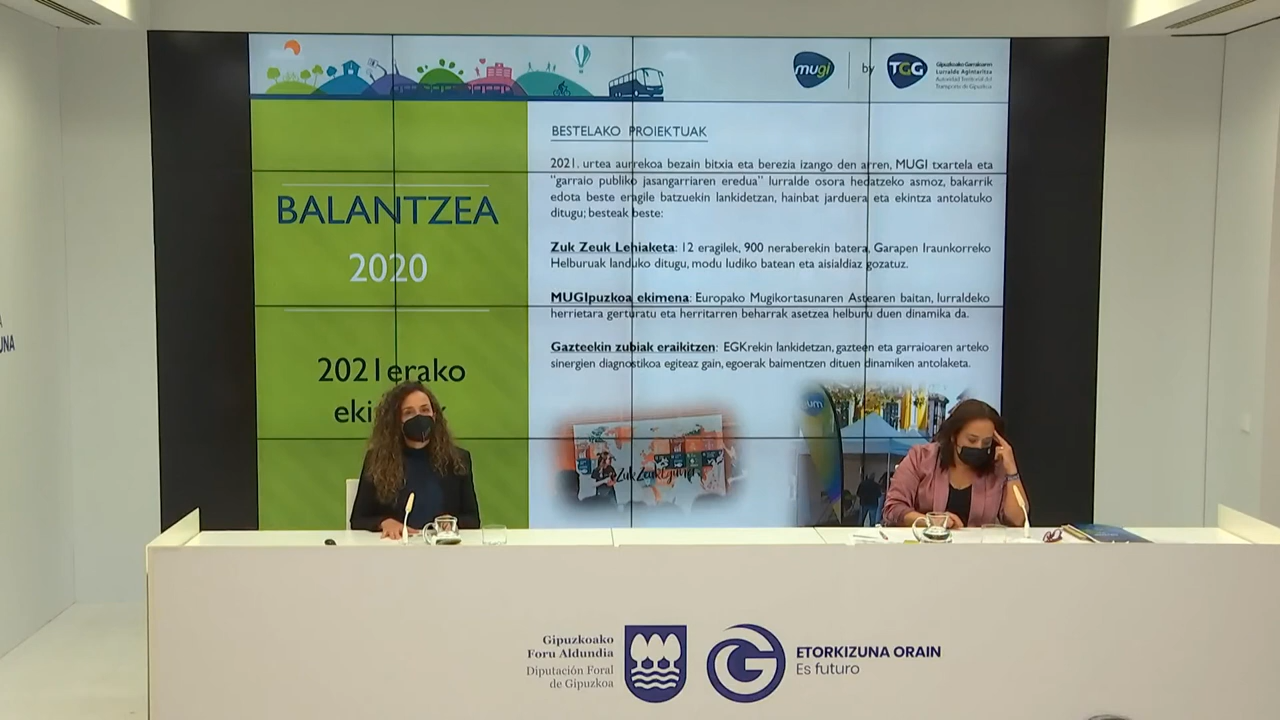 mugi
by
TGG
Gipuzkoako Garraioaren
Lurralde Agintaritza
Autoridad Territorial del
Transporte de Gipuzkoa
BALANTZEA
2020
2021erako
BESTELAKO PROIEKTUAK
2021. urtea aurrekoa bezain bitxia eta berezia izango den arren, MUGI txartela eta
"garraio publiko jasangarriaren eredua" lurralde osora hedatzeko asmoz, bakarrik
edota beste eragile batzuekin lankidetzan, hainbat jarduera eta ekintza antolatuko
ditugu; besteak beste:
Zuk Zeuk Lehiaketa: 12 eragilek, 900 neraberekin batera, Garapen Iraunkorreko
Helburuak landuko ditugu, modu ludiko batean eta aisialdiaz gozatuz.
MUGIpuzkoa ekimena: Europako Mugikortasunaren Astearen baitan, lurraldeko
herrietara gerturatu eta herritarren beharrak asetzea helburu duen dinamika da.
Gazteekin zubiak eraikitzen: EGKrekin lankidetzan, gazteen eta garraioaren arteko
sinergien diagnostikoa egiteaz gain, egoerak baimentzen dituen dinamiken antolaketa.
UNA
Gipuzkoako
Foru Aldundia
Diputación Foral
de Gipuzkoa
G
ETORKIZUNA ORAIN
Es futuro